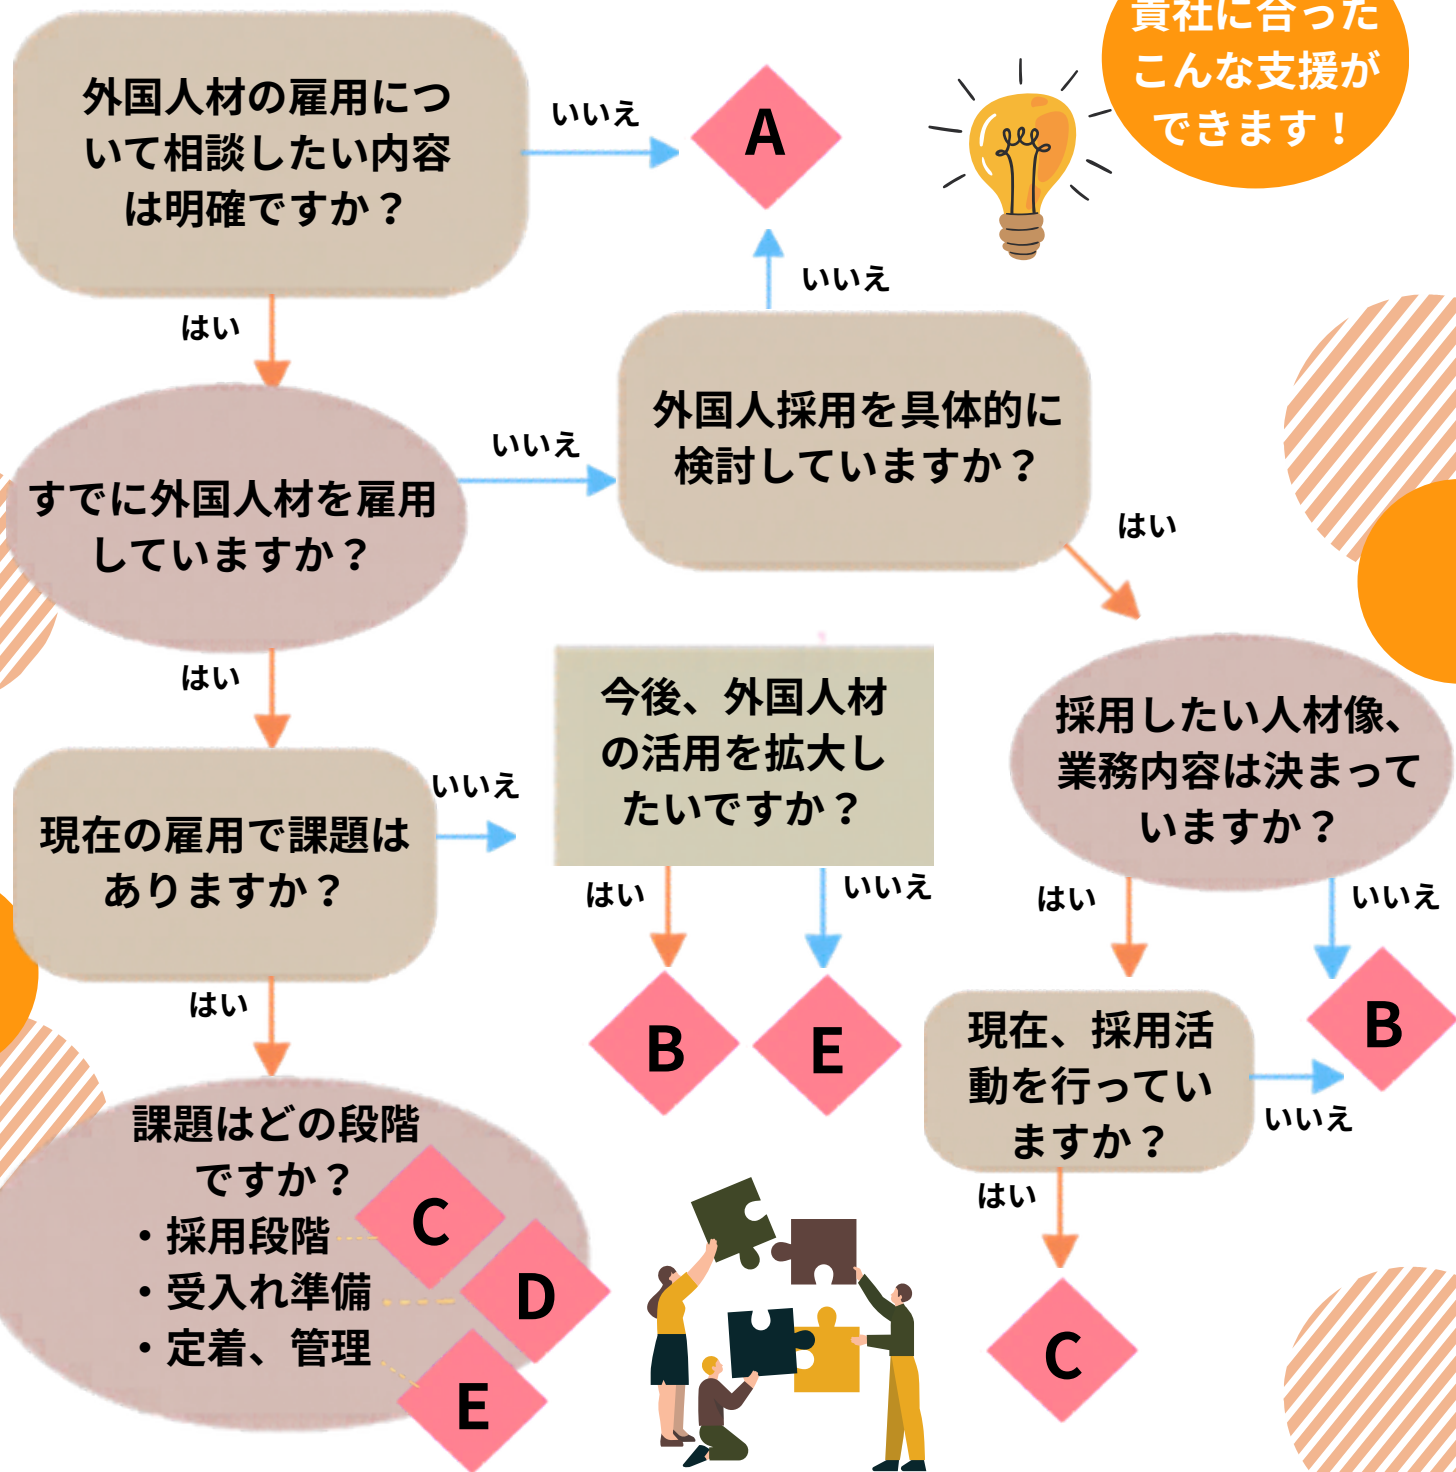 貴社に合った
こんな支援が
できます！
外国人材の雇用につ
いて相談したい内容
は明確ですか？
いいえ
A
はい
いいえ
外国人採用を具体的に
検討していますか？
いいえ
はい
すでに外国人材を雇用
していますか？
はい
今後、外国人材
の活用を拡大し
たいですか？
採用したい人材像、
業務内容は決まって
いますか？
いいえ
現在の雇用で課題は
ありますか？
はい
いいえ
はい
いいえ
B
E
B
現在、採用活
動を行ってい
ますか？
いいえ
はい
はい
課題はどの段階
ですか？
・採用段階
・受入れ準備
・定着、管理
C
D
E
C